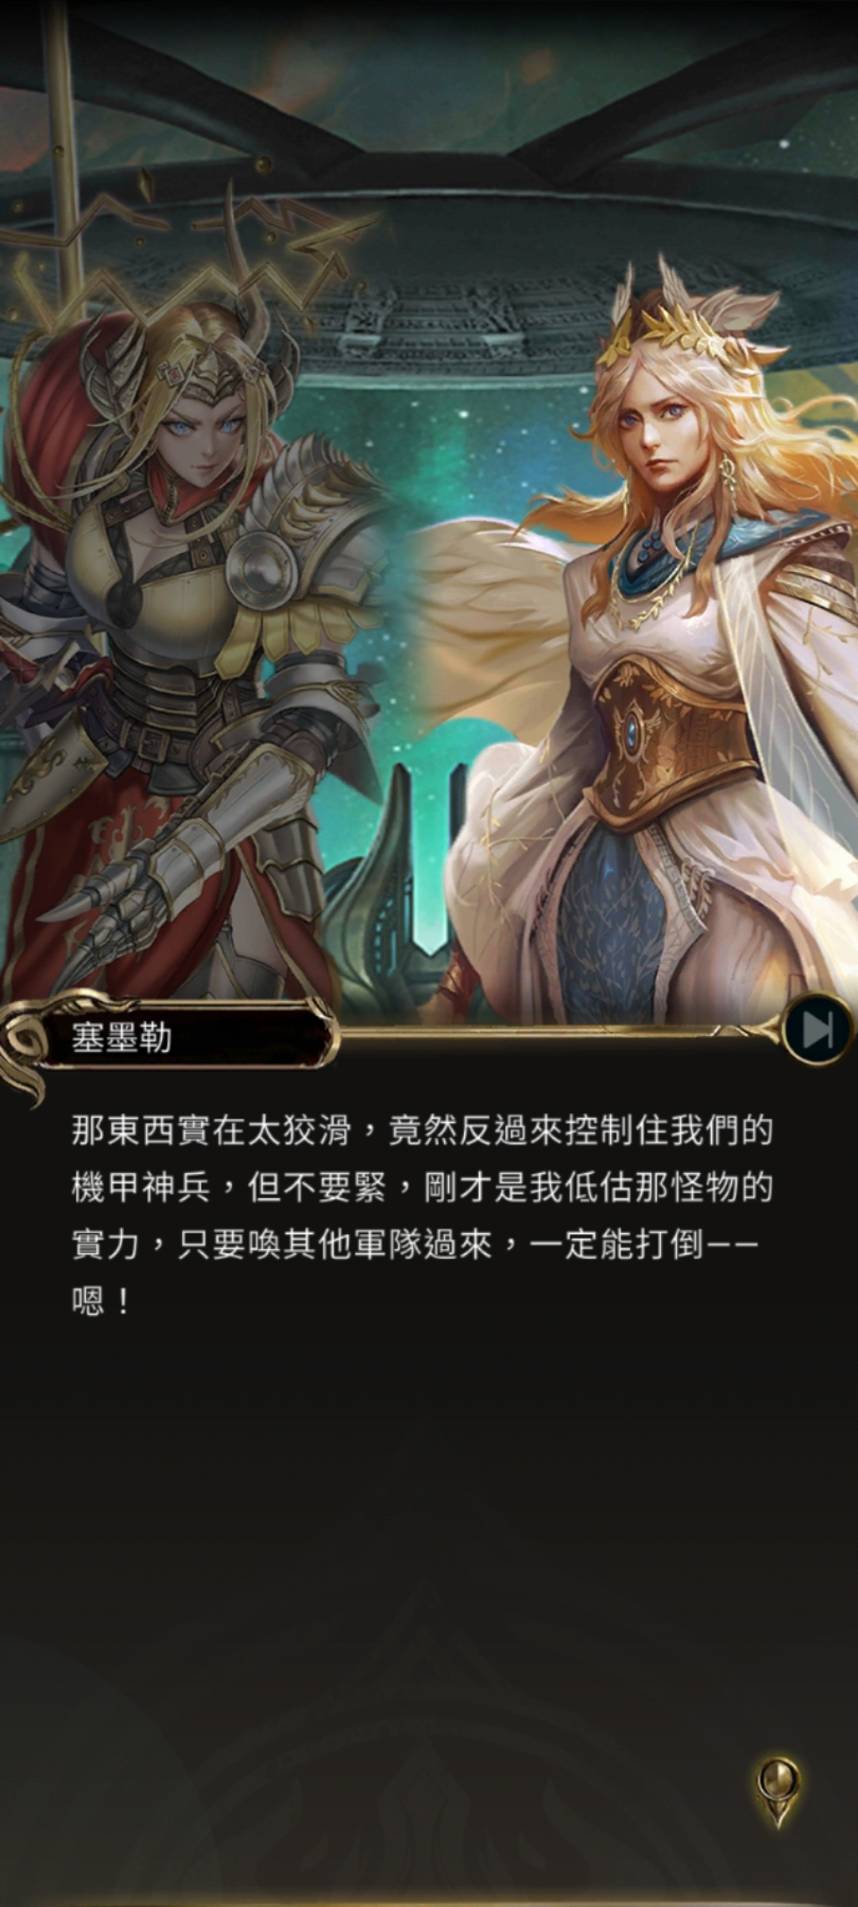 塞墨勒
那東西實在太狡滑，竟然反過來控制住我們的
機甲神兵，但不要緊，剛才是我低估那怪物的
實力，只要喚其他軍隊過來，一定能打倒——
嗯！